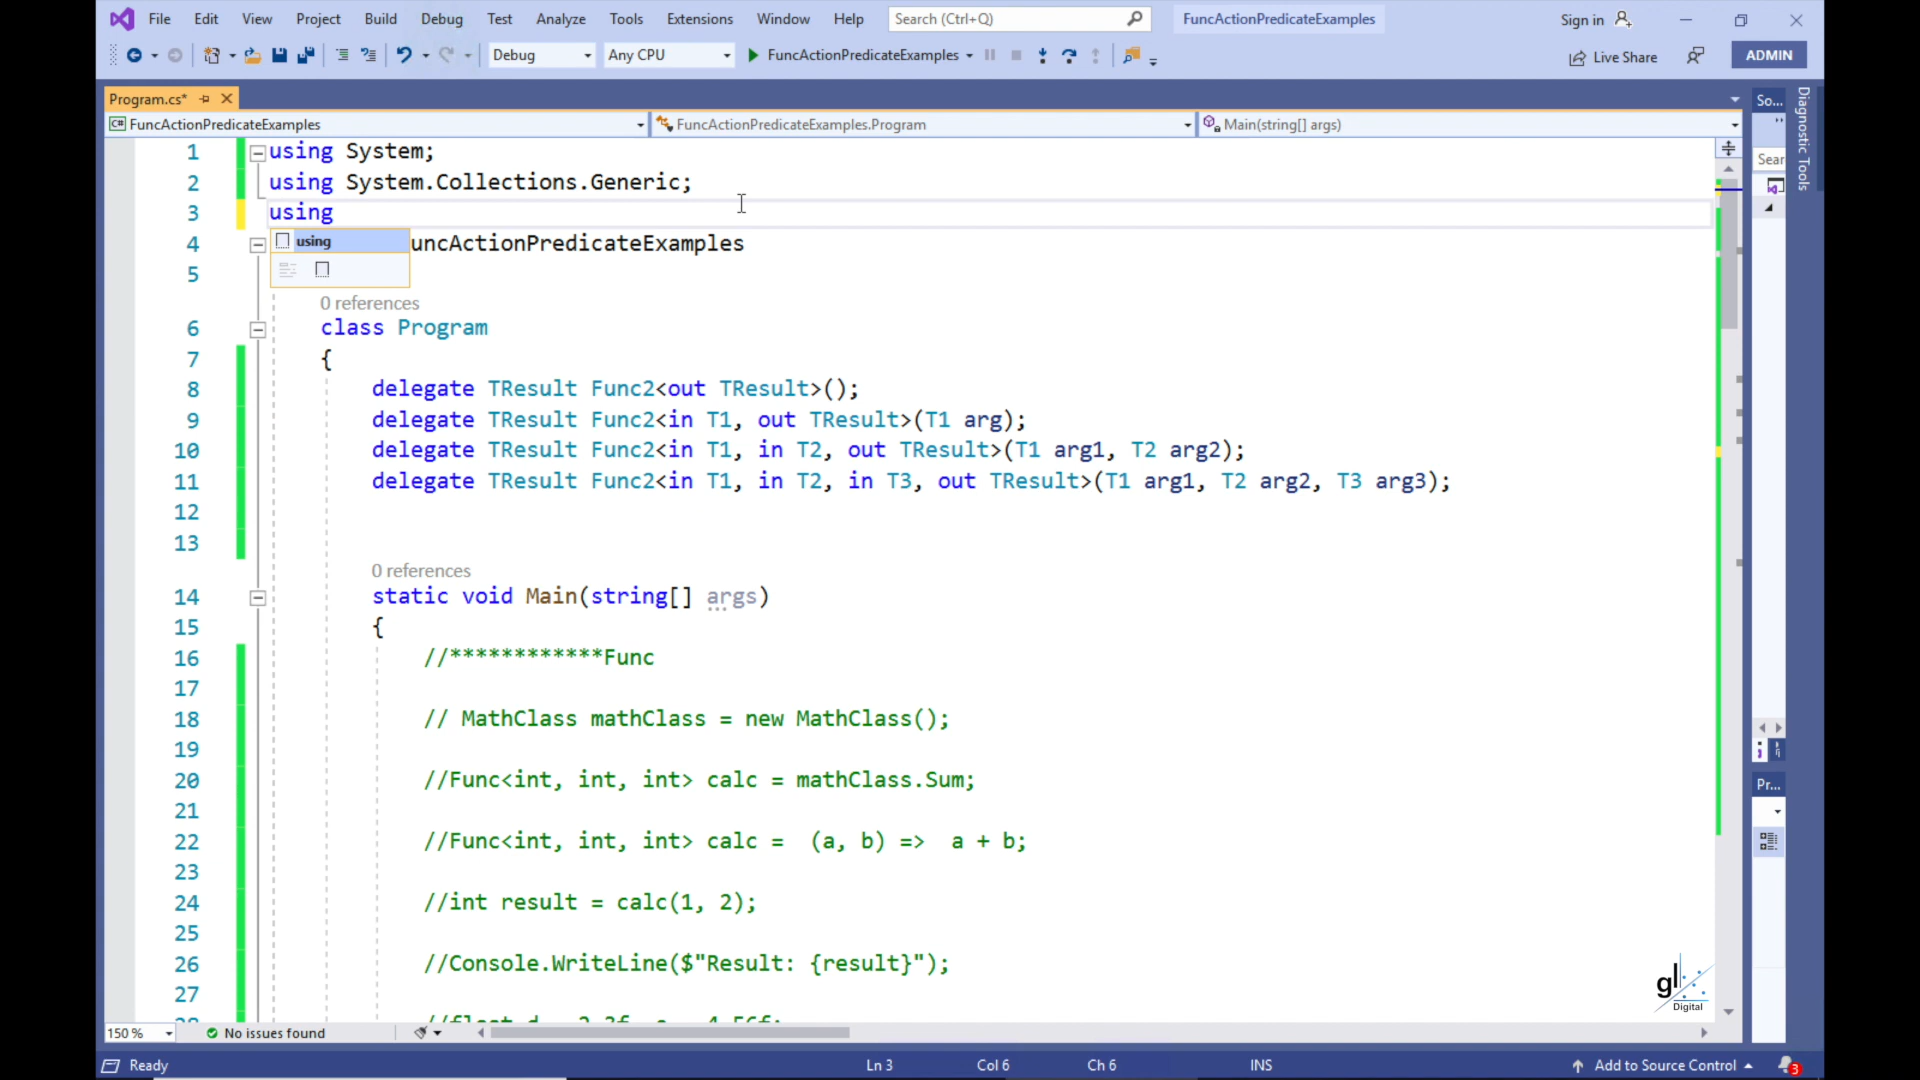 File Edit View Project Build Debug Test Analyze Tools Extensions Window Help Search (Ctrl+Q) FuncActionPredicateExamples Sign in
Debug Any CPU FuncActionPredicateExamples Live Share ADMIN
Program.cs* So...
FuncActionPredicateExamples FuncActionPredicateExamples.Program Main(string[] args)
Diagnostic Tools
Sear
1 using System;
2 using System.Collections.Generic;
3 using
using
4 uncActionPredicateExamples
5
0 references
6 class Program
7 {
8 delegate TResult Func2<out TResult>();
9 delegate TResult Func2<in T1, out TResult>(T1 arg);
10 delegate TResult Func2<in T1, in T2, out TResult>(T1 arg1, T2 arg2);
11 delegate TResult Func2<in T1, in T2, in T3, out TResult>(T1 arg1, T2 arg2, T3 arg3);
12
13
0 references
14 static void Main(string[] args)
15 {
16 //************Func
17
18 // MathClass mathClass = new MathClass();
19
20 //Func<int, int, int> calc = mathClass.Sum;
21
22 //Func<int, int, int> calc =  (a, b) =>  a + b;
23
24 //int result = calc(1, 2);
25
26 //Console.WriteLine($"Result: {result}");
27
Pr...
gl
Digital
150 % No issues found
Ready Ln 3 Col 6 Ch 6 INS Add to Source Control 3